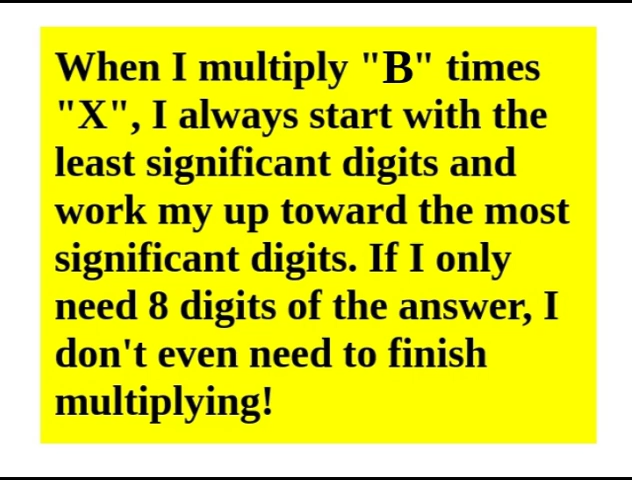 When I multiply "B" times
"X", I always start with the
least significant digits and
work my up toward the most
significant digits. If I only
need 8 digits of the answer, I
don't even need to finish
multiplying!